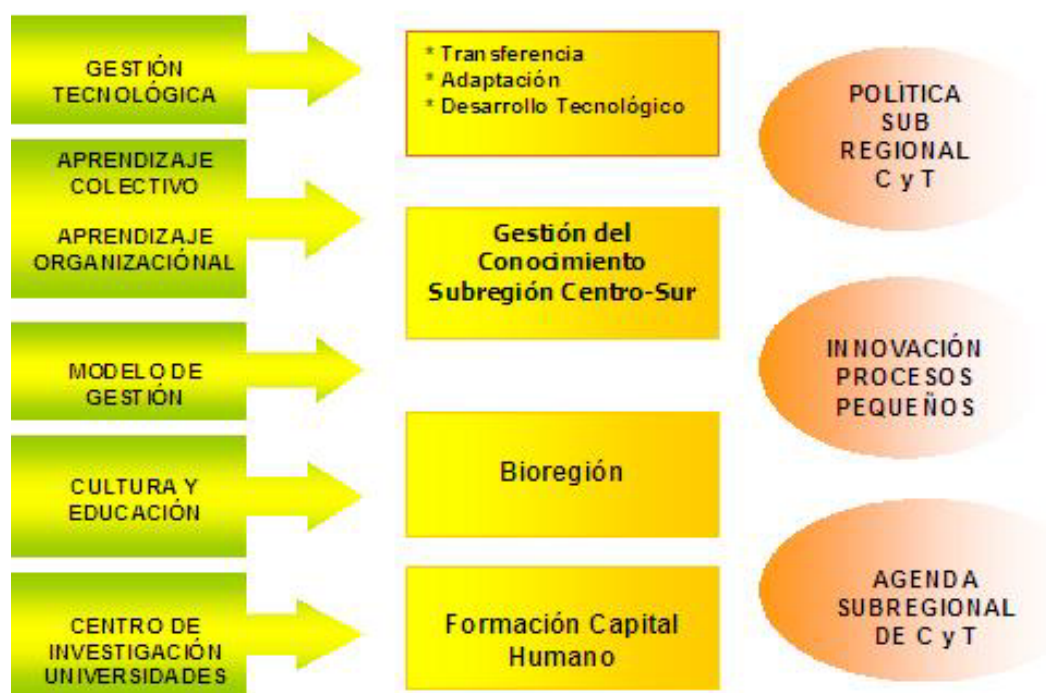 GESTIÓN
TECNOLÓGICA
APRENDIZAJE
COLECTIVO
APRENDIZAJE
ORGANIZACIÓNAL
MODELO DE
GESTIÓN
CULTURA Y
EDUCACIÓN
CENTRO DE
INVESTIGACIÓN
UNIVERSIDADES
* Transferencia
* Adaptación
* Desarrollo Tecnológico
Gestión del
Conocimiento
Subregión Centro-Sur
Bioregión
Formación Capital
Humano
POLÌTICA
SUB
REGIONAL
C y T
INNOVACIÓN
PROCESOS
PEQUEÑOS
AGENDA
SUBREGIONAL
DE C y T